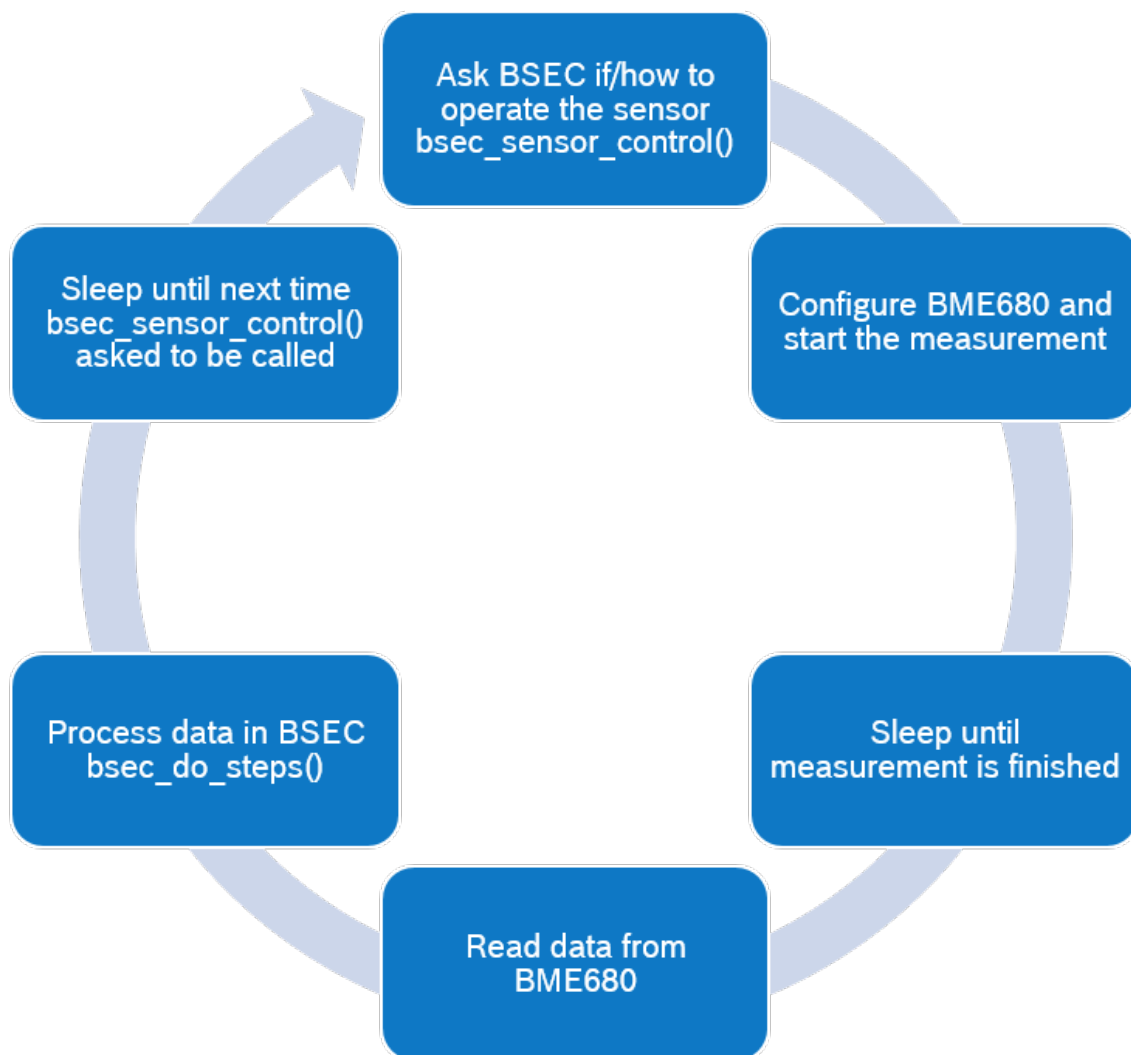 Ask BSEC if/how to
operate the sensor
bsec_sensor_control()
Configure BME680 and
start the measurement
Sleep until
measurement is finished
Read data from
BME680
Process data in BSEC
bsec_do_steps()
Sleep until next time
bsec_sensor_control()
asked to be called